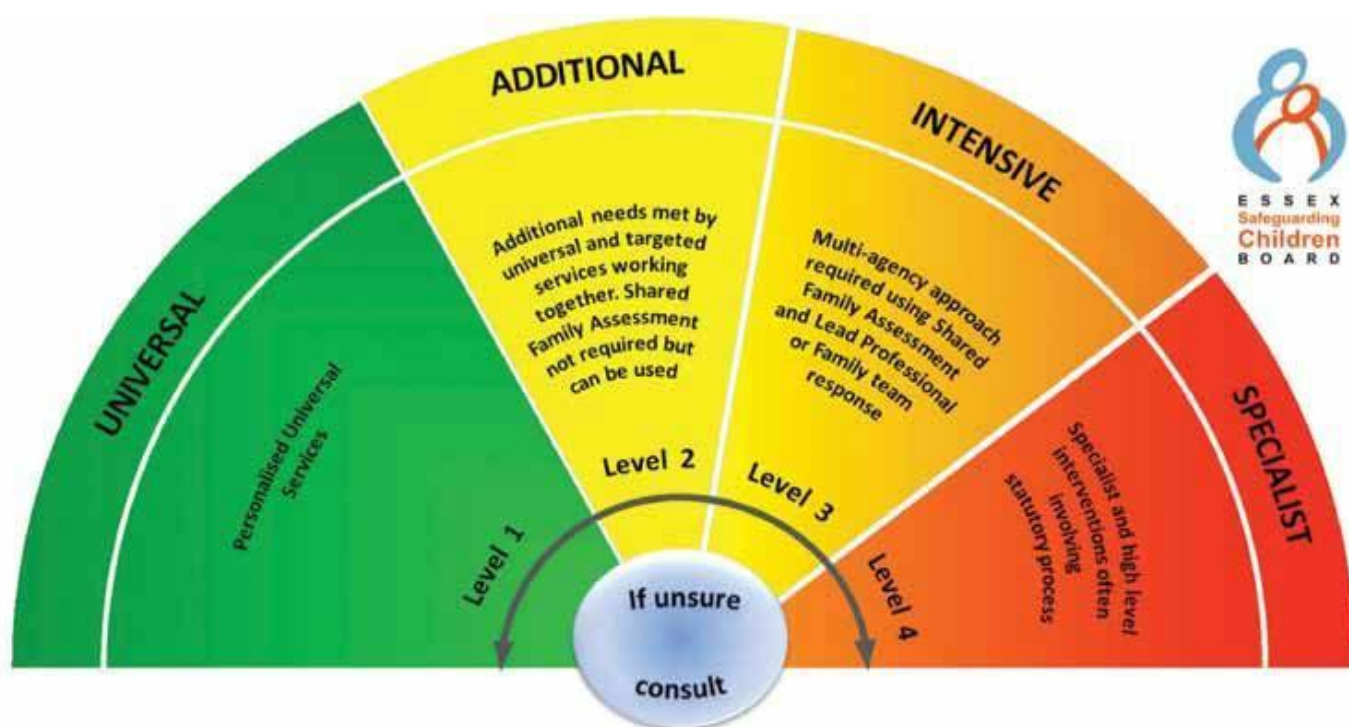 UNIVERSAL
Personalised Universal
Services
Level 1
ADDITIONAL
Additional needs met by
universal and targeted
services working
together. Shared
Family Assessment
not required but
can be used
Level 2
INTENSIVE
Multi-agency approach
required using Shared
Family Assessment
and Lead Professional
or Family team
response
Level 3
SPECIALIST
Specialist and high level
interventions often
involving
statutory process
Level 4
If unsure
consult
ESSEX
Safeguarding
Children
BOARD